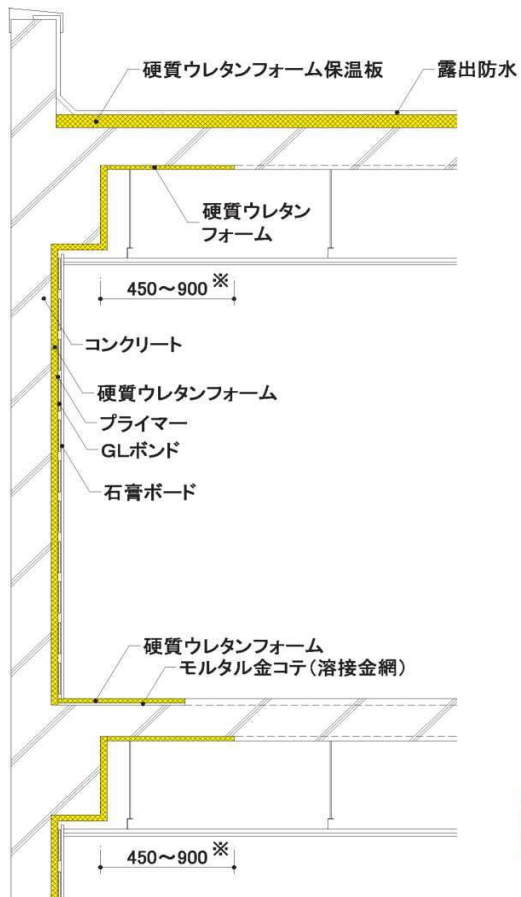 硬質ウレタンフォーム保温板
露出防水
硬質ウレタン
フォーム
450～900※
コンクリート
硬質ウレタンフォーム
プライマー
GLボンド
石膏ボード
硬質ウレタンフォーム
モルタル金コテ(溶接金網)
450～900※